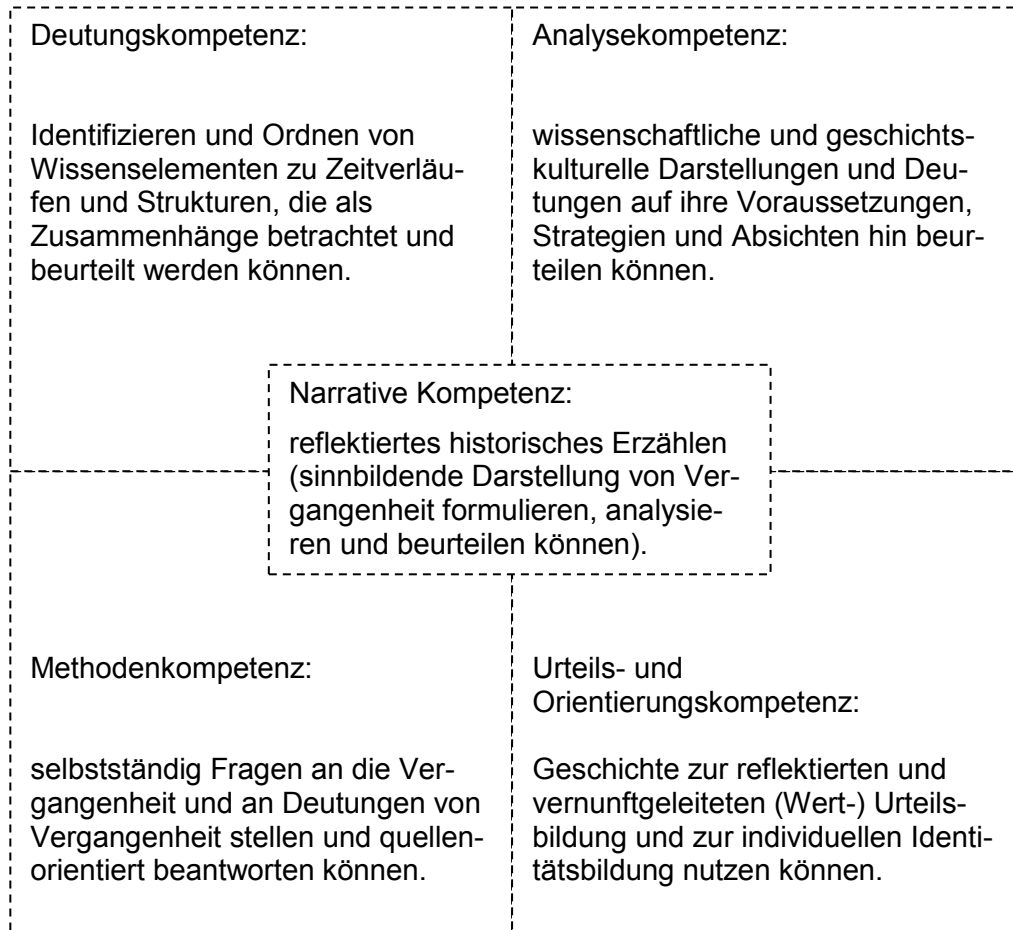 Deutungskompetenz:
Identifizieren und Ordnen von
Wissenselementen zu Zeitverläu-
fen und Strukturen, die als
Zusammenhänge betrachtet und
beurteilt werden können.
Analysekompetenz:
wissenschaftliche und geschichts-
kulturelle Darstellungen und Deu-
tungen auf ihre Voraussetzungen,
Strategien und Absichten hin beur-
teilen können.
Narrative Kompetenz:
reflektiertes historisches Erzählen
(sinnbildende Darstellung von Ver-
gangenheit formulieren, analysie-
ren und beurteilen können).
Methodenkompetenz:
selbstständig Fragen an die Ver-
gangenheit und an Deutungen von
Vergangenheit stellen und quellen-
orientiert beantworten können.
Urteils- und
Orientierungskompetenz:
Geschichte zur reflektierten und
vernunftgeleiteten (Wert-) Urteils-
bildung und zur individuellen Identi-
tätsbildung nutzen können.